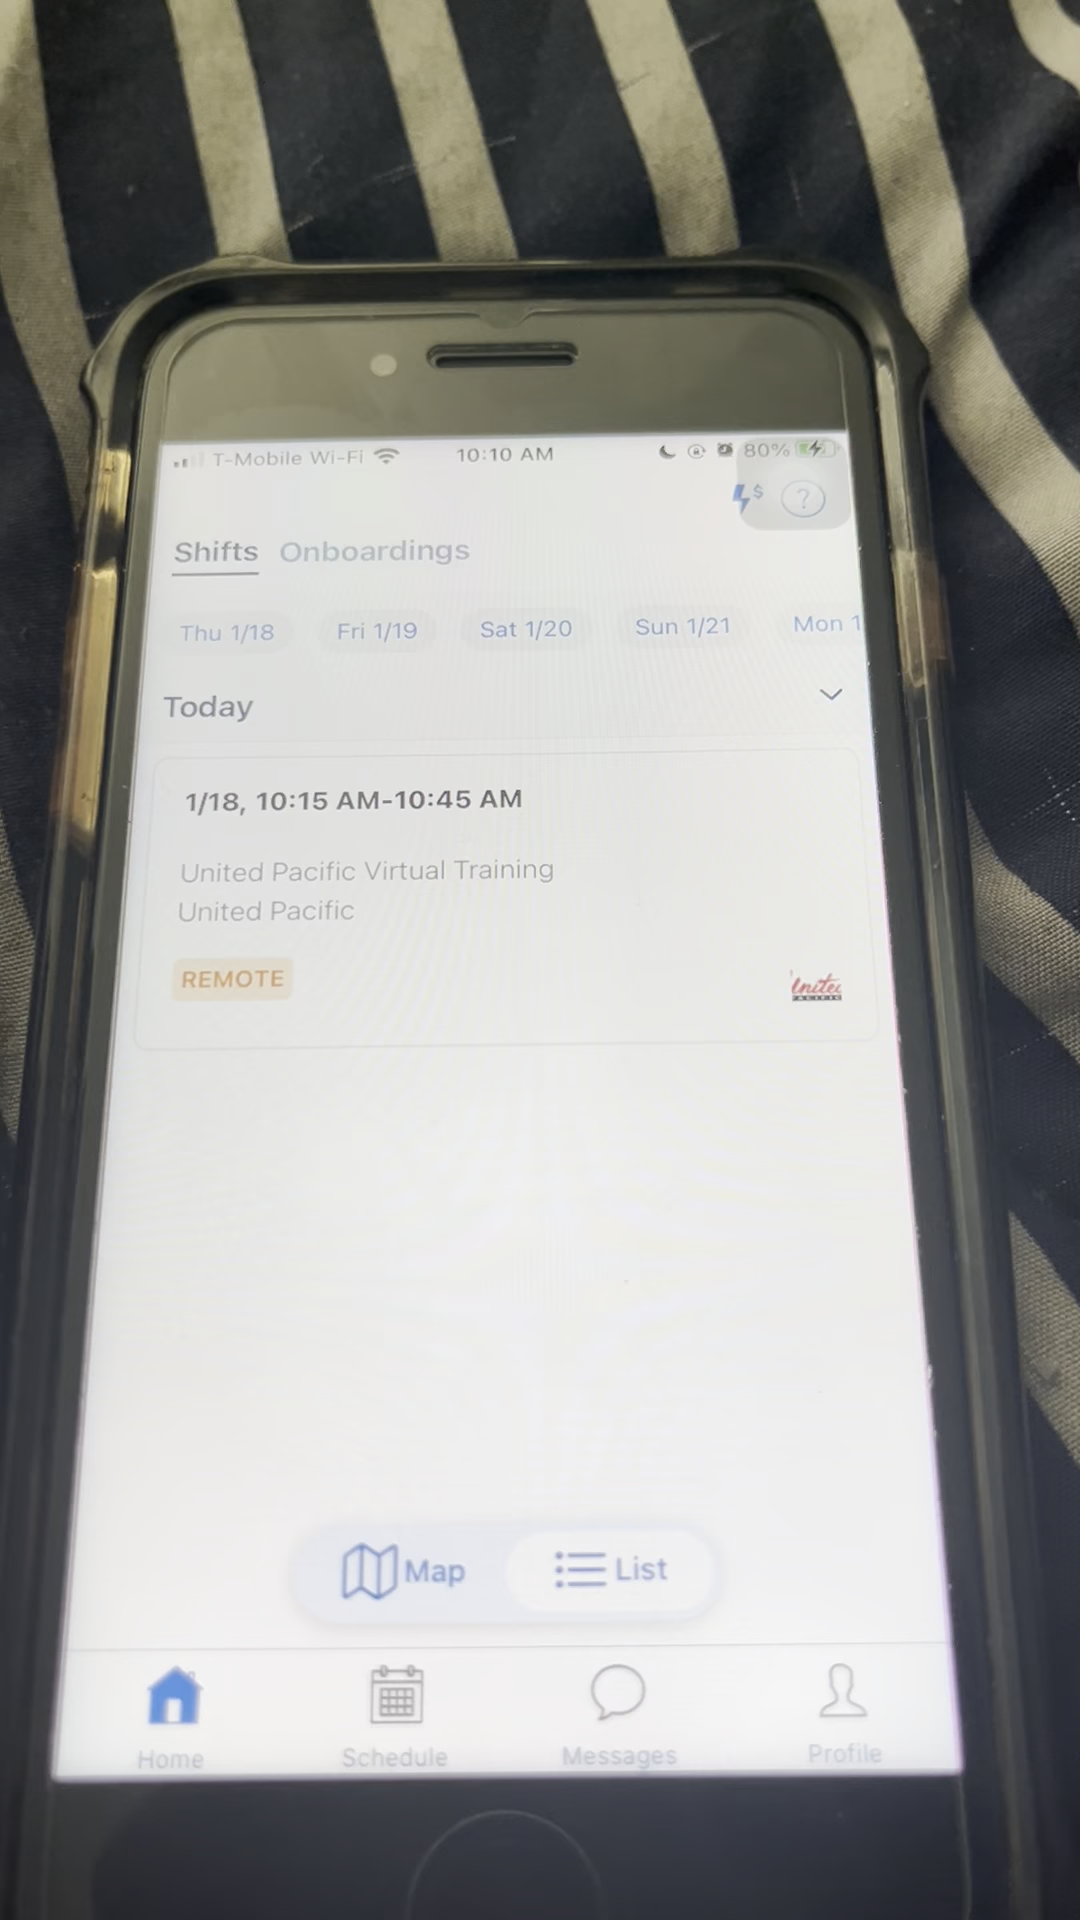 T-Mobile Wi-Fi 10:10 AM 80%
$ ?
Shifts Onboardings
Thu 1/18 Fri 1/19 Sat 1/20 Sun 1/21 Mon 1
Today
1/18, 10:15 AM-10:45 AM
United Pacific Virtual Training
United Pacific
REMOTE
United
PACIFIC
Map List
Home Schedule Messages Profile